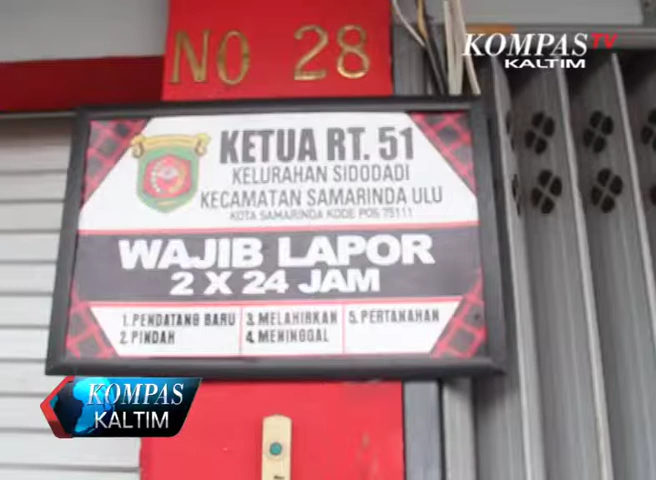 NO 28
KOMPAS TV
KALTIM
KETUA RT. 51
KELURAHAN SIDODADI
KECAMATAN SAMARINDA ULU
KOTA SAMARINDA KODE POS 75111
WAJIB LAPOR
2 X 24 JAM
1. PENDATANG BARU
2. PINDAH
3. MELAHIRKAN
4. MENINGGAL
5. PERTANAHAN
KOMPAS
KALTIM